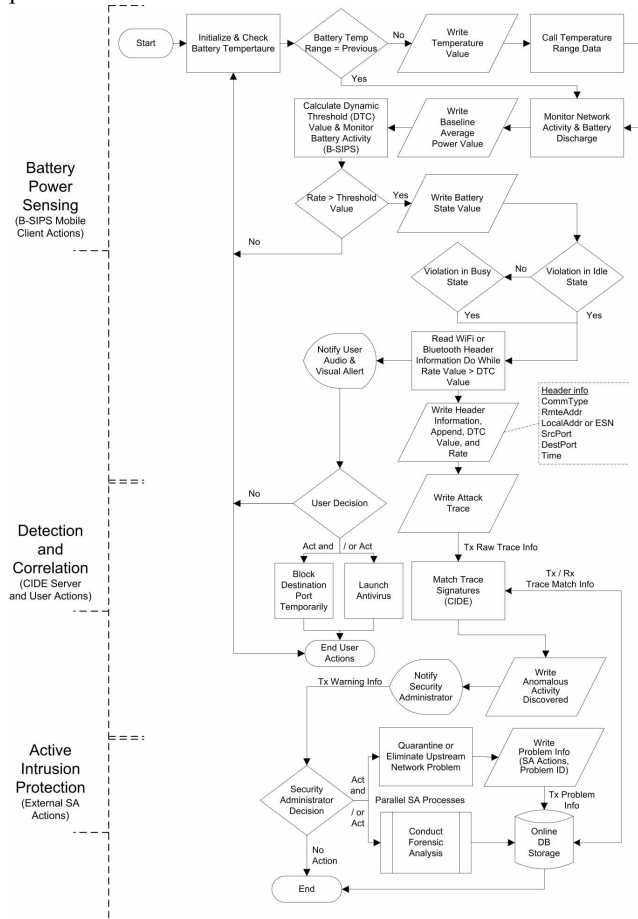 Start
Initialize & Check
Battery Tempertaure
Battery Temp
Range = Previous
No
Write
Temperature
Value
Call Temperature
Range Data
Yes
Calculate Dynamic
Threshold (DTC)
Value & Monitor
Battery Activity
(B-SIPS)
Write
Baseline
Average
Power Value
Monitor Network
Activity & Battery
Discharge
Battery
Power
Sensing
(B-SIPS Mobile
Client Actions)
Rate > Threshold
Value
Yes
Write Battery
State Value
No
Violation in Busy
State
No
Violation in Idle
State
Yes
Yes
Notify User
Audio &
Visual Allert
Read WiFi or
Bluetooth Header
Information Do While
Rate Value > DTC
Value
Header info
CommType
RmteAddr
LocalAddr or ESN
SrcPort
DestPort
Time
Write Header
Information,
Append, DTC
Value, and
Rate
No
User Decision
Write Attack
Trace
Detection
and
Correlation
(CIDE Server
and User Actions)
Act and
/ or Act
Tx Raw Trace Info
Block
Destination
Port
Temporarily
Launch
Antivirus
Match Trace
Signatures
(CIDE)
Tx / Rx
Trace Match Info
End User
Actions
Tx Warning Info
Notify
Security
Administrator
Write
Anomalous
Activity
Discovered
Active
Intrusion
Protection
(External SA
Actions)
Quarantine or
Eliminate Upstream
Network Problem
Write
Problem Info
(SA Actions,
Problem ID)
Security
Administrator
Decision
Act
and
/ or
Act
Parallel SA Processes
Tx Problem
Info
Conduct
Forensic
Analysis
Online
DB
Storage
No
Action
End